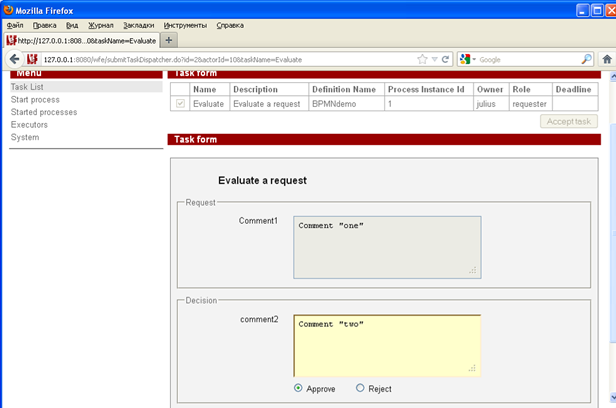 Mozilla Firefox
Файл Правка Вид Журнал Закладки Инструменты Справка
http://127.0.0.1:808...0&taskName=Evaluate
127.0.0.1:8080/wfe/submitTaskDispatcher.do?id=2&actorId=10&taskName=Evaluate
Google
Menu
Task List
Start process
Started processes
Executors
System
Task form
Name Description Definition Name Process Instance Id Owner Role Deadline
Evaluate Evaluate a request BPMNdemo 1 julius requester
Accept task
Task form
Evaluate a request
Request
Comment1
Comment "one"
Decision
comment2
Comment "two"
Approve Reject